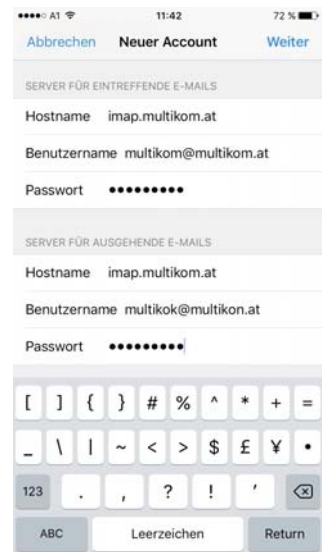 A1 11:42 72 %
Abbrechen Neuer Account Weiter
SERVER FÜR EINTREFFENDE E-MAILS
Hostname imap.multikom.at
Benutzername multikom@multikom.at
Passwort ●●●●●●●●●
SERVER FÜR AUSGEHENDE E-MAILS
Hostname imap.multikom.at
Benutzername multikok@multikon.at
Passwort ●●●●●●●●●
[ ] { } # % ^ * + =
_ \ | ~ < > $ £ ¥ •
123 . , ? ! '
ABC Leerzeichen Return